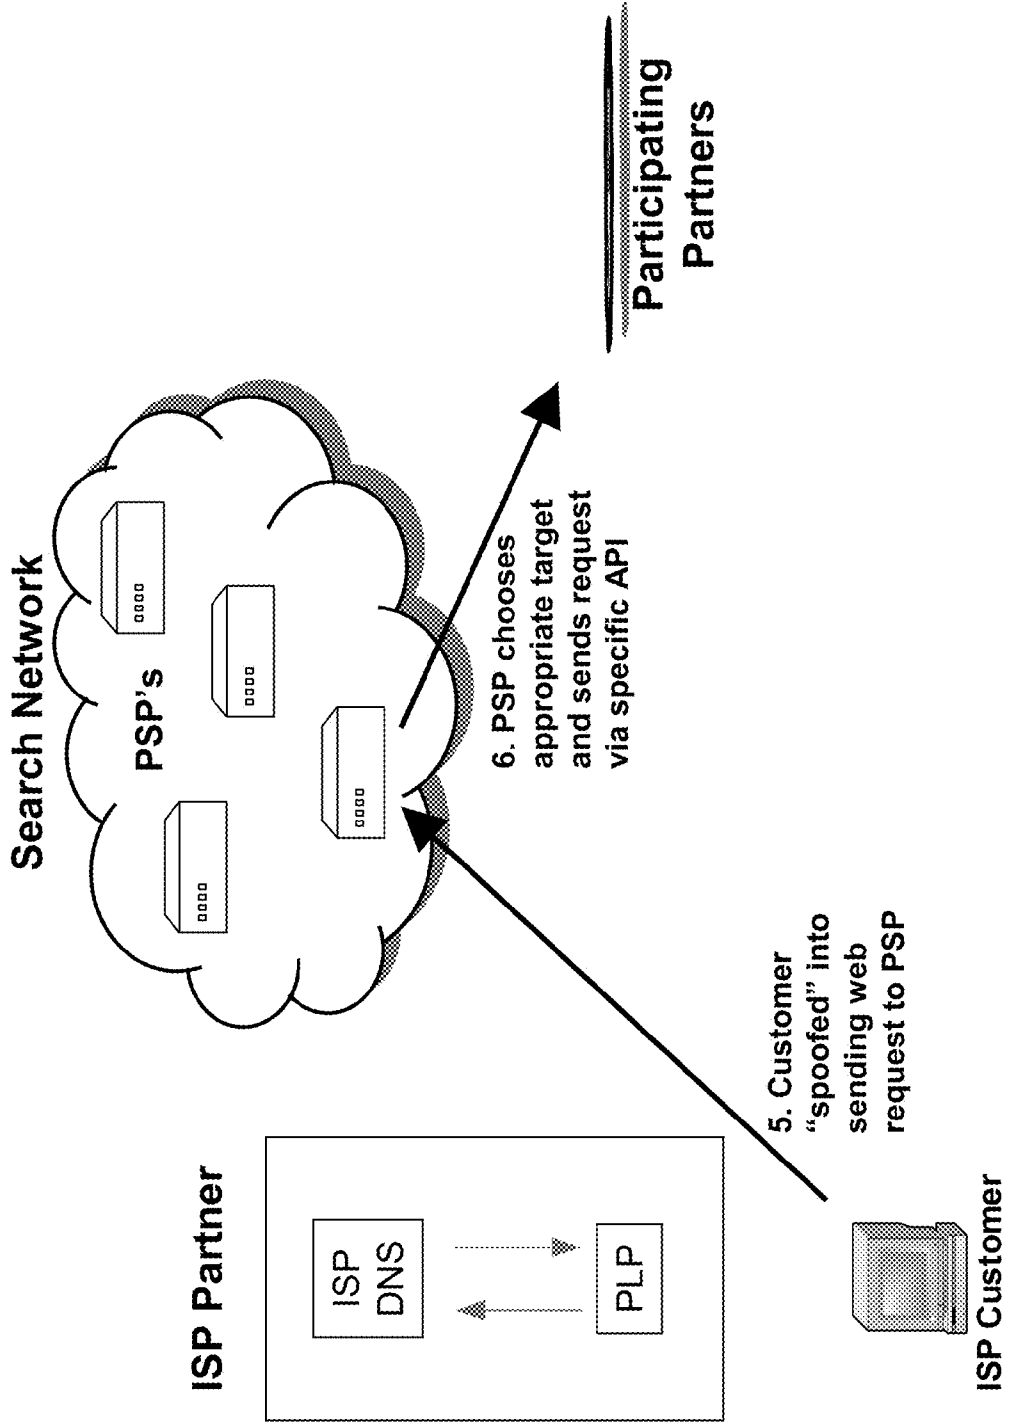 Search Network
PSP's
ISP Partner
ISP
DNS
PLP
6. PSP chooses
appropriate target
and sends request
via specific API
5. Customer
“spoofed” into
sending web
request to PSP
Participating
Partners
ISP Customer